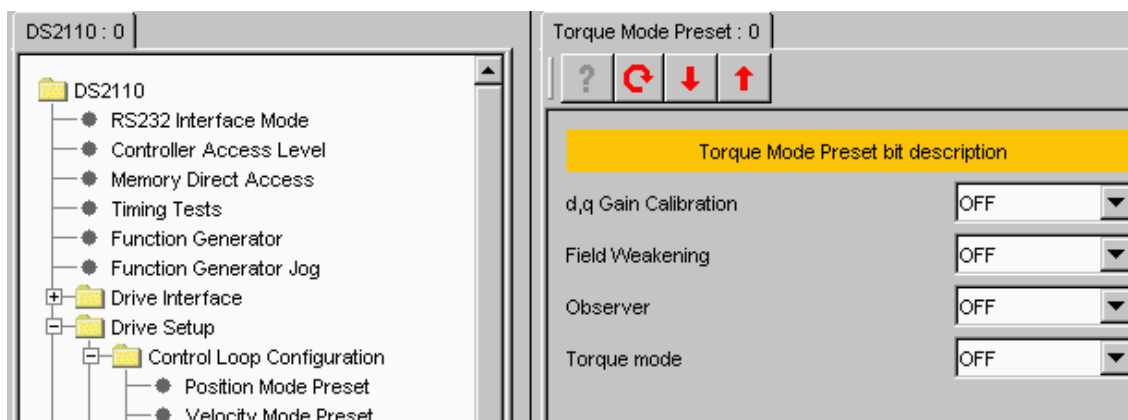 DS2110 : 0
DS2110
RS232 Interface Mode
Controller Access Level
Memory Direct Access
Timing Tests
Function Generator
Function Generator Jog
Drive Interface
Drive Setup
Control Loop Configuration
Position Mode Preset
Velocity Mode Preset
Torque Mode Preset : 0
?
Torque Mode Preset bit description
d,q Gain Calibration OFF
Field Weakening OFF
Observer OFF
Torque mode OFF